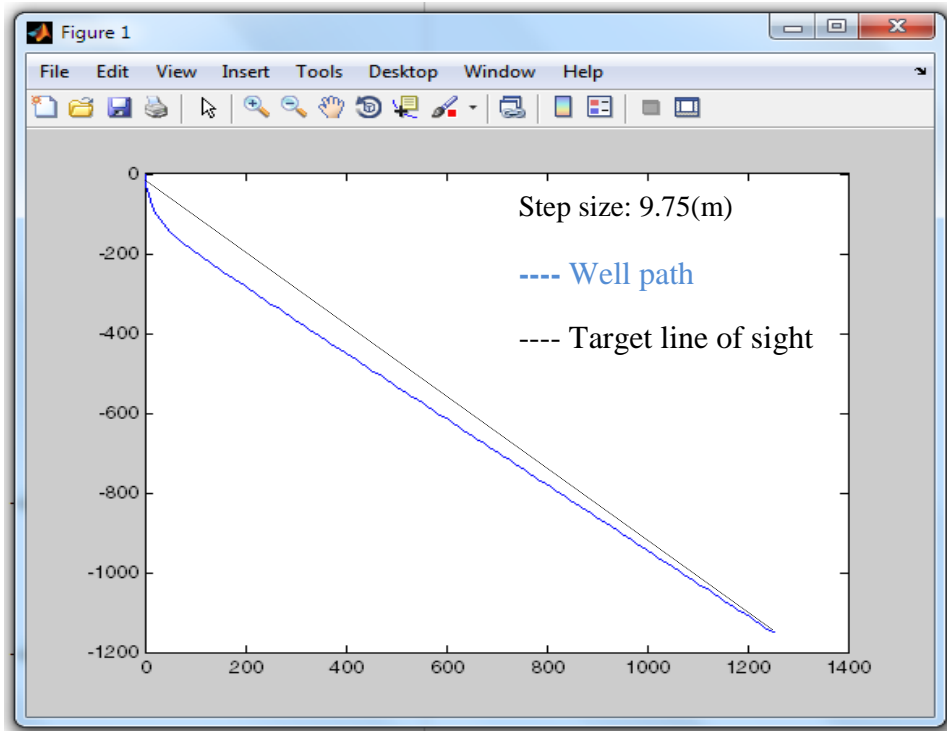 Figure 1
File Edit View Insert Tools Desktop Window Help
0
Step size: 9.75(m)
-200
---- Well path
---- Target line of sight
-400
-600
-800
-1000
-1200
0 200 400 600 800 1000 1200 1400